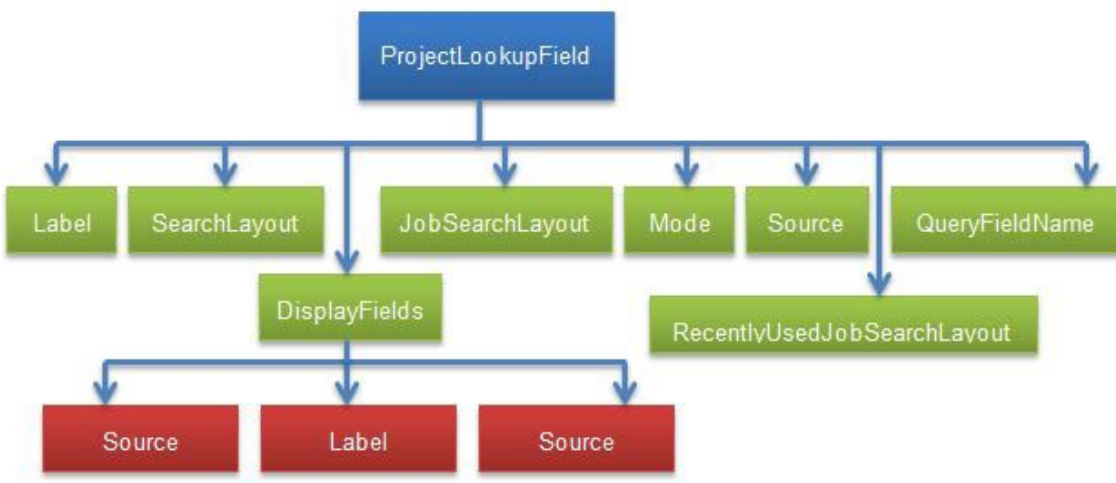 ProjectLookupField
Label
SearchLayout
JobSearchLayout
Mode
Source
QueryFieldName
DisplayFields
RecentlyUsedJobSearchLayout
Source
Label
Source